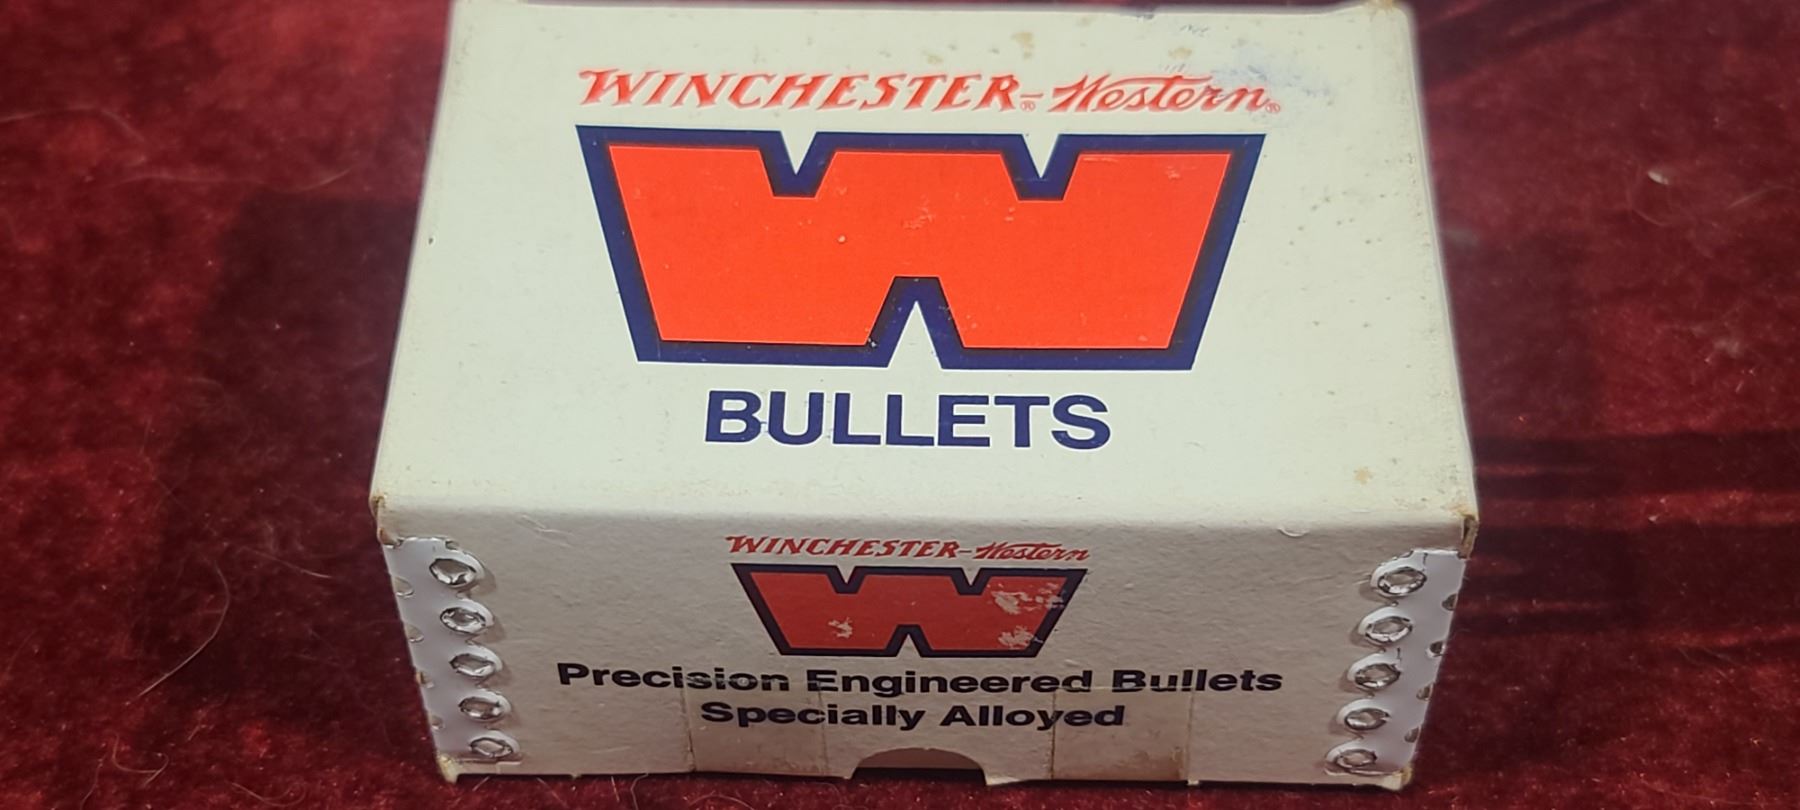 WINCHESTER®-Western®
W
BULLETS
WINCHESTER-Western
W
Precision Engineered Bullets
Specially Alloyed